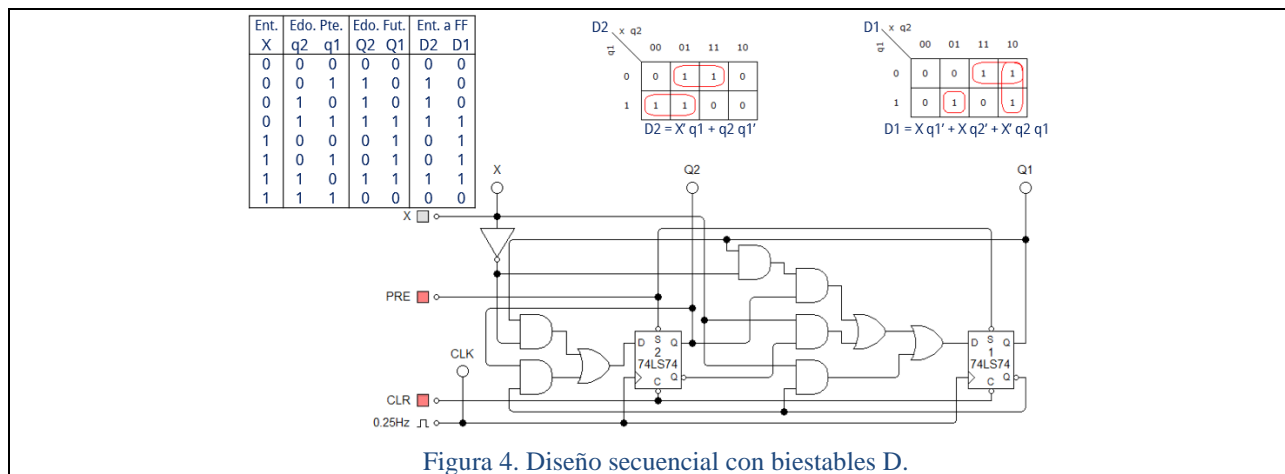 Ent. Edo. Pte. Edo. Fut. Ent. a FF
X q2 q1 Q2 Q1 D2 D1
0 0 0 0 0 0 0
0 0 1 1 0 1 0
0 1 0 1 0 1 0
0 1 1 1 1 1 1
1 0 0 0 1 0 1
1 0 1 0 1 0 1
1 1 0 1 1 1 1
1 1 1 0 0 0 0
D2 x q2
q1 00 01 11 10
0 0 1 1 0
1 1 1 0 0
D2 = X' q1 + q2 q1'
D1 x q2
q1 00 01 11 10
0 0 0 1 1
1 0 1 0 1
D1 = X q1' + X q2' + X' q2 q1
X Q2 Q1
X
PRE
CLK
D S Q
2
74LS74
C Q
D S Q
1
74LS74
C Q
CLR
0.25Hz
Figura 4. Diseño secuencial con biestables D.